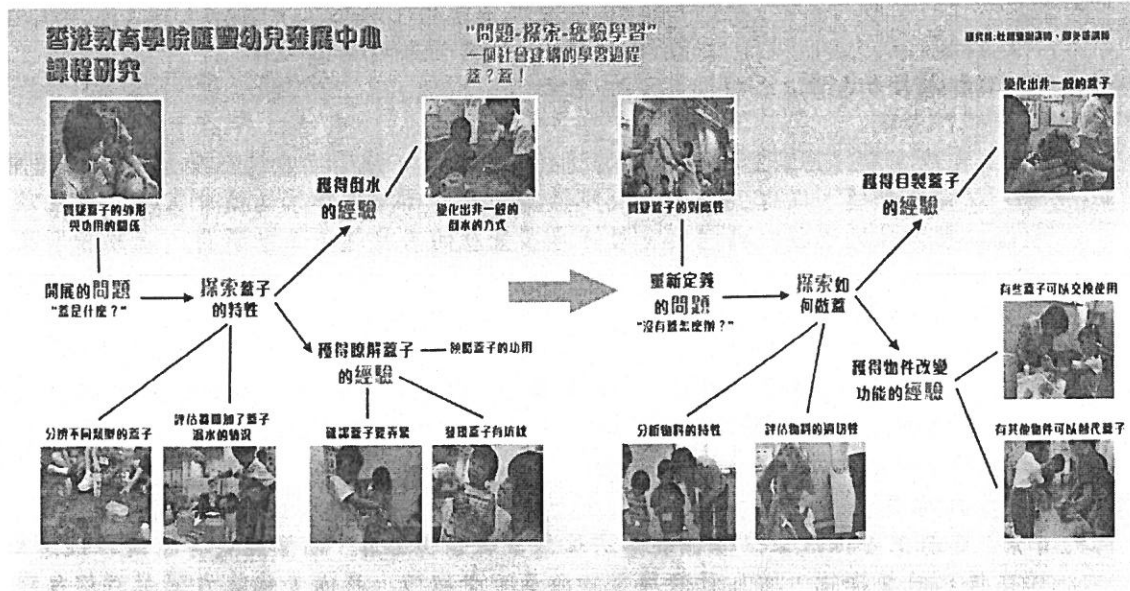 香港教育學院匯豐幼兒發展中心
課程研究
"問題-探索-經驗學習"
一個社會建構的學習過程
蓋？蓋！
質疑蓋子的外形
與功用的關係
開展的問題
"蓋是什麼？"
探索蓋子
的特性
獲得倒水
的經驗
變化出非一般的
倒水的方式
獲得瞭解蓋子
的經驗
蓋子的功用
分辨不同類型的蓋子
評估器皿加了蓋子
漏水的情況
確認蓋子要弄緊
發現蓋子有坑紋
質疑蓋子的對應性
重新定義
的問題
"沒有蓋怎麼辦？"
探索如
何做蓋
獲得自製蓋子
的經驗
變化出非一般的蓋子
獲得物件改變
功能的經驗
有些蓋子可以交換使用
有其他物件可以替代蓋子
分析物料的特性
評估物料的適切性